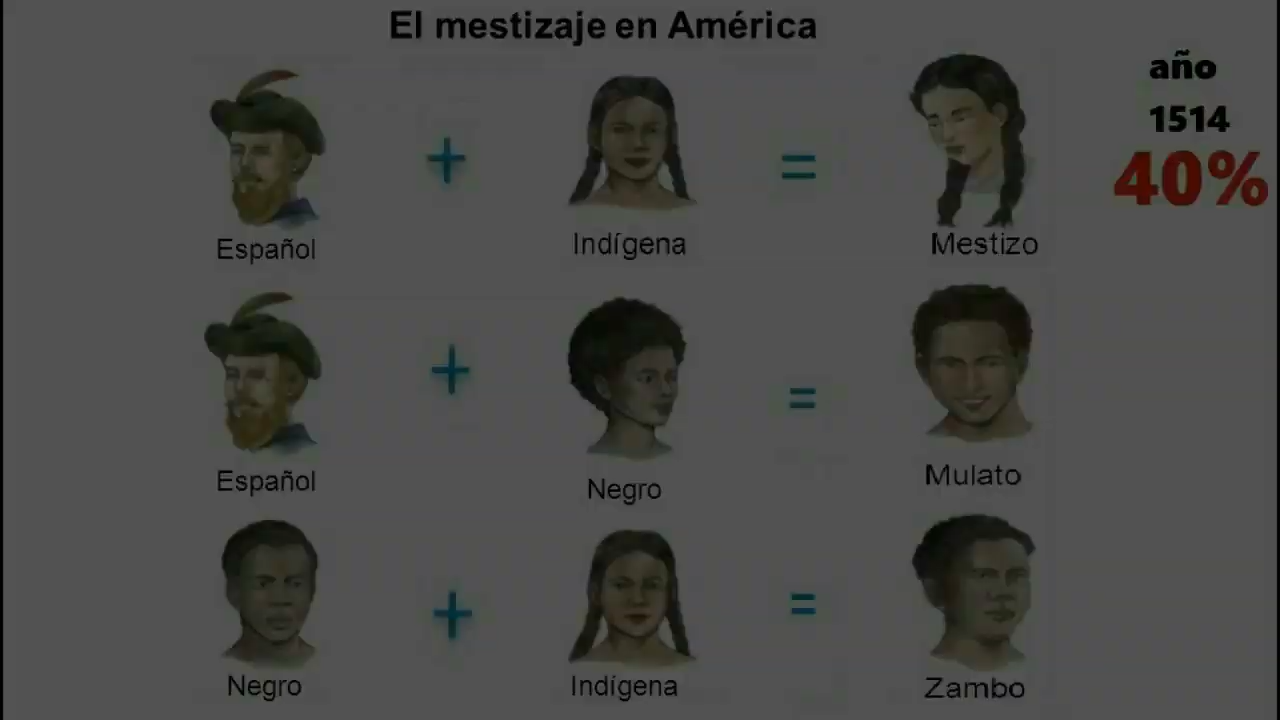 El mestizaje en América
año
1514
40%
+
=
Español
Indígena
Mestizo
+
=
Español
Negro
Mulato
+
=
Negro
Indígena
Zambo